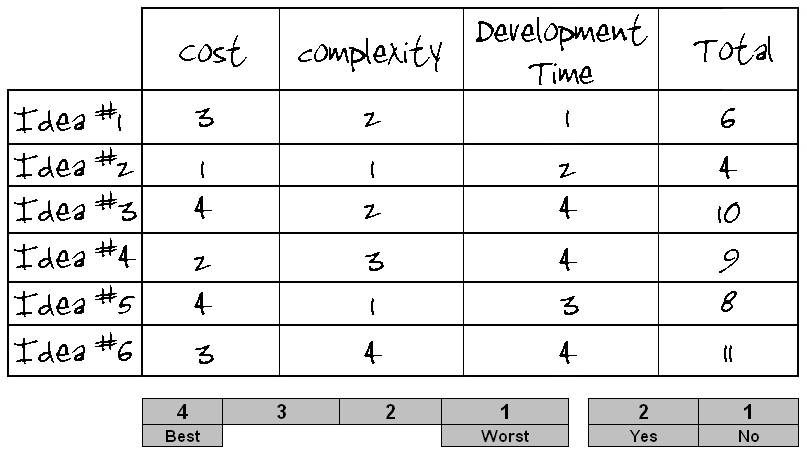 cost complexity Development Time Total
Idea #1 3 2 1 6
Idea #2 1 1 2 4
Idea #3 4 2 4 10
Idea #4 2 3 4 9
Idea #5 4 1 3 8
Idea #6 3 4 4 11
4 3 2 1 2 1
Best Worst Yes No